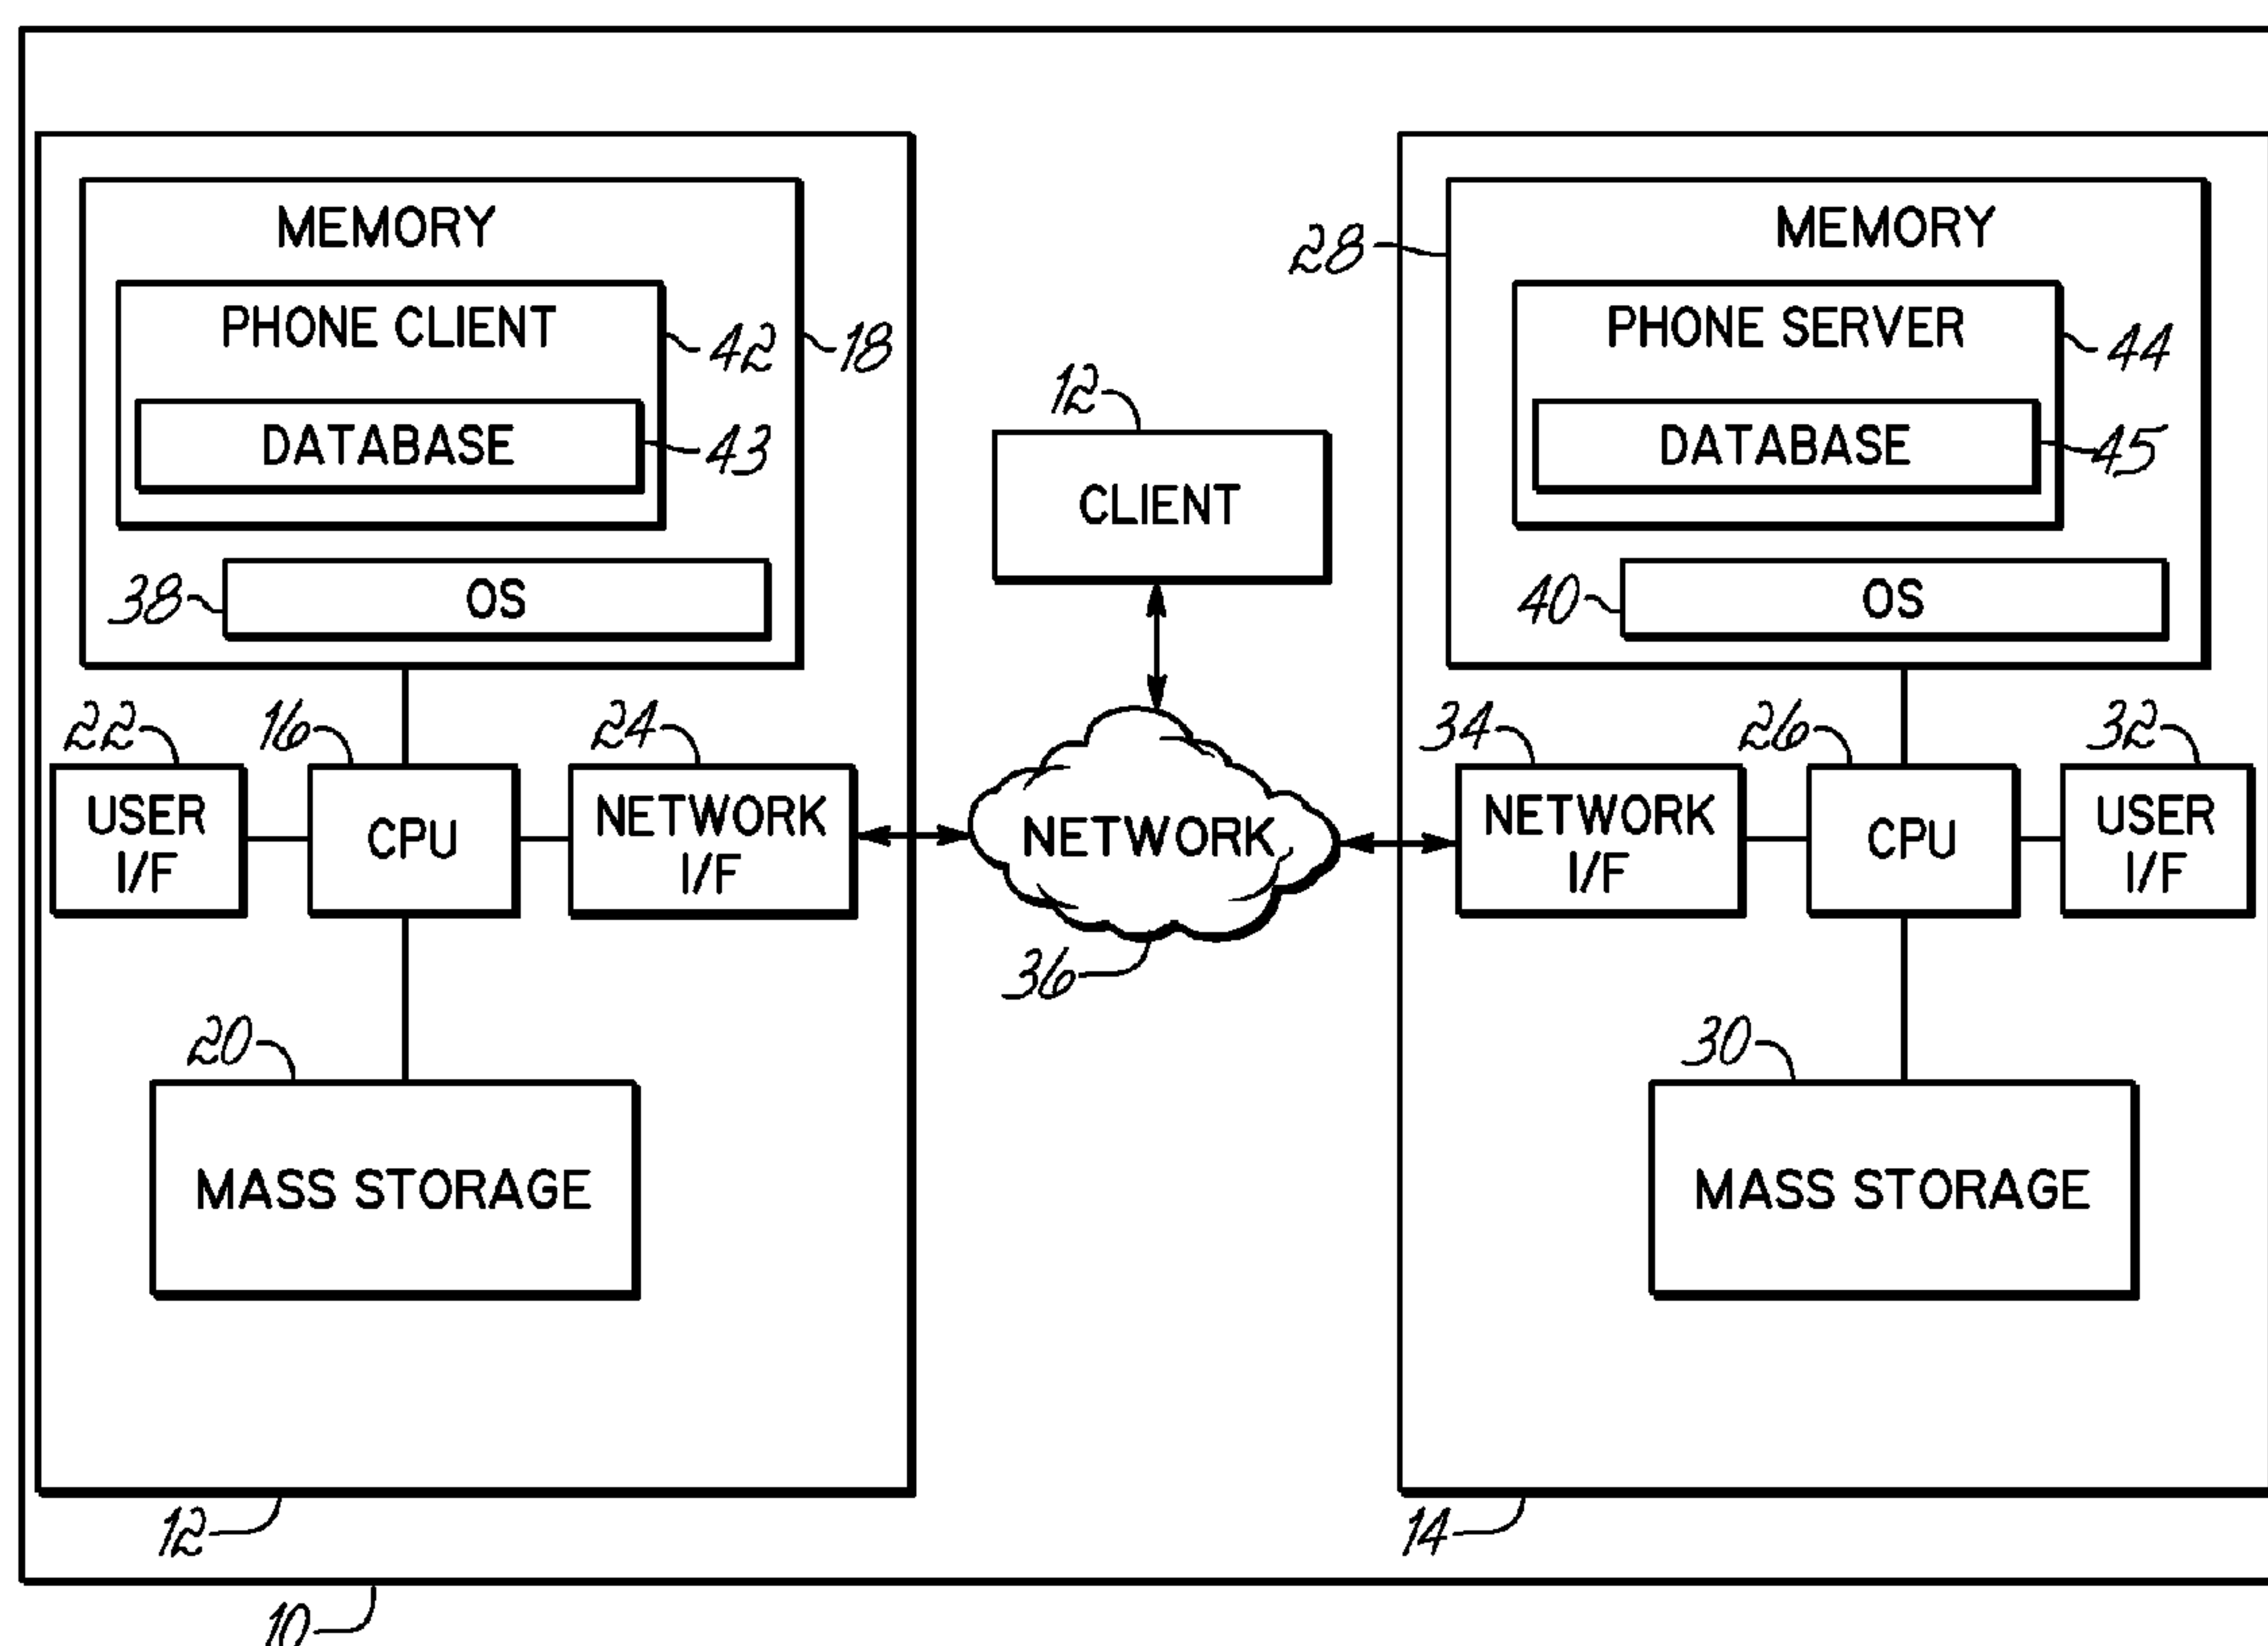 MEMORY
PHONE CLIENT
42
18
DATABASE
43
38
OS
22
16
24
USER
I/F
CPU
NETWORK
I/F
20
MASS STORAGE
12
12
CLIENT
NETWORK
36
28
MEMORY
PHONE SERVER
44
DATABASE
45
40
OS
34
26
32
NETWORK
I/F
CPU
USER
I/F
30
MASS STORAGE
14
10